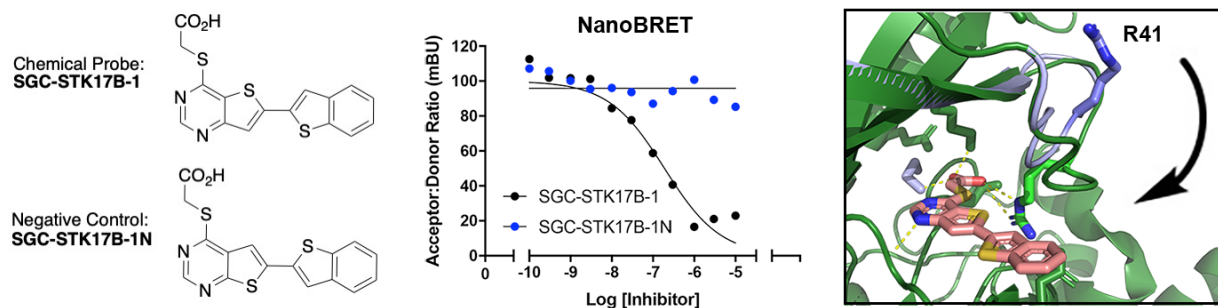 CO₂H
Chemical Probe:
SGC-STK17B-1
S
S
N
N
S
CO₂H
Negative Control:
SGC-STK17B-1N
S
N
N
S
S
NanoBRET
Acceptor:Donor Ratio (mBU)
120
100
80
60
40
20
0
SGC-STK17B-1
SGC-STK17B-1N
0 -10 -9 -8 -7 -6 -5
Log [Inhibitor]
R41